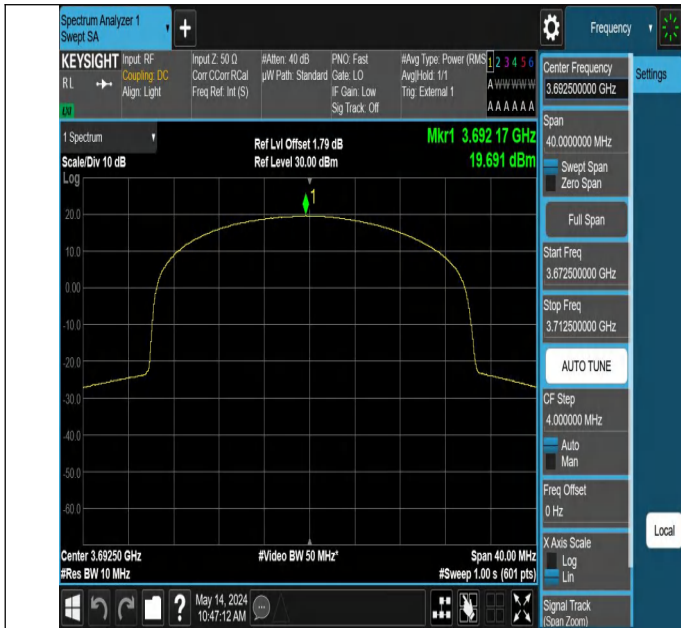 Spectrum Analyzer 1
Swept SA
+
Frequency
KEYSIGHT
RL
Input: RF
Coupling: DC
Align: Light
Input Z: 50 Ω
Corr CCorr RCal
Freq Ref: Int (S)
#Atten: 40 dB
µW Path: Standard
PNO: Fast
Gate: LO
IF Gain: Low
Sig Track: Off
#Avg Type: Power (RMS
Avg|Hold: 1/1
Trig: External 1
1 2 3 4 5 6
A W W W W W
A A A A A A
1 Spectrum
Scale/Div 10 dB
Ref Lvl Offset 1.79 dB
Ref Level 30.00 dBm
Mkr1 3.692 17 GHz
19.691 dBm
Log
1
20.0
10.0
0.00
-10.0
-20.0
-30.0
-40.0
-50.0
-60.0
Center 3.69250 GHz
#Res BW 10 MHz
#Video BW 50 MHz*
Span 40.00 MHz
#Sweep 1.00 s (601 pts)
?
May 14, 2024
10:47:12 AM
Center Frequency
3.692500000 GHz
Span
40.0000000 MHz
Swept Span
Zero Span
Full Span
Start Freq
3.672500000 GHz
Stop Freq
3.712500000 GHz
AUTO TUNE
CF Step
4.000000 MHz
Auto
Man
Freq Offset
0 Hz
X Axis Scale
Log
Lin
Signal Track
(Span Zoom)
Settings
Local